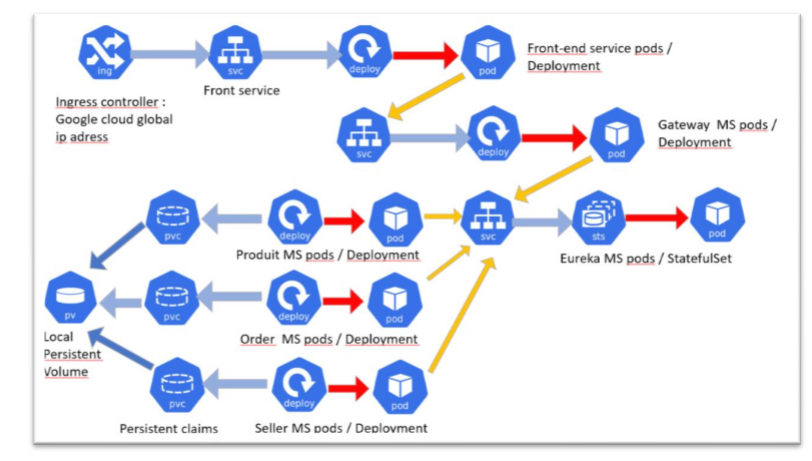 ing
svc
deploy
pod
Front-end service pods /
Deployment
Front service
Ingress controller :
Google cloud global
ip adress
svc
deploy
pod
Gateway  MS pods /
Deployment
pvc
deploy
pod
svc
sts
pod
Produit MS pods / Deployment
Eureka MS pods / StatefulSet
pv
pvc
deploy
pod
Local
Persistent
Volume
Order  MS pods / Deployment
pvc
deploy
pod
Persistent claims
Seller MS pods / Deployment